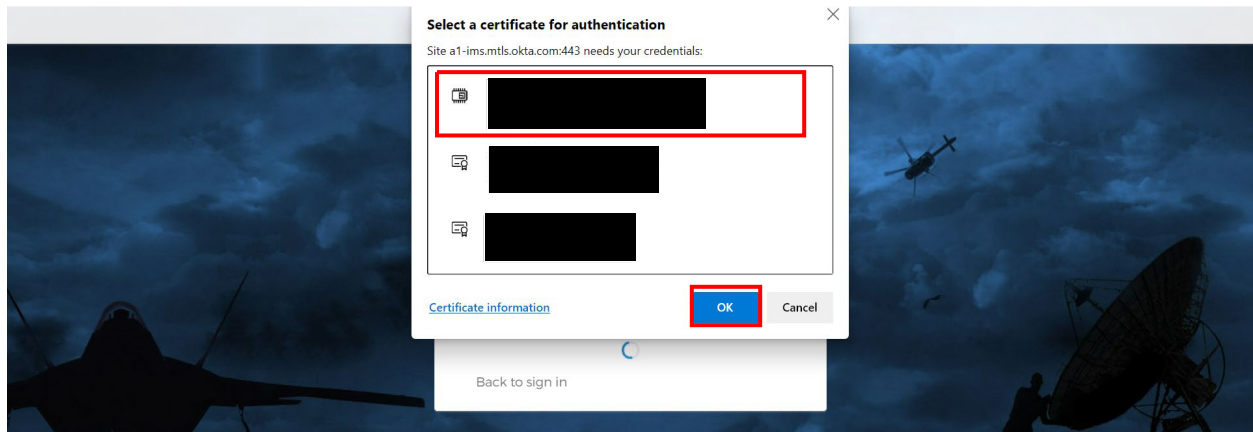 Select a certificate for authentication
Site a1-ims.mtls.okta.com:443 needs your credentials:
Certificate information
OK
Cancel
Back to sign in